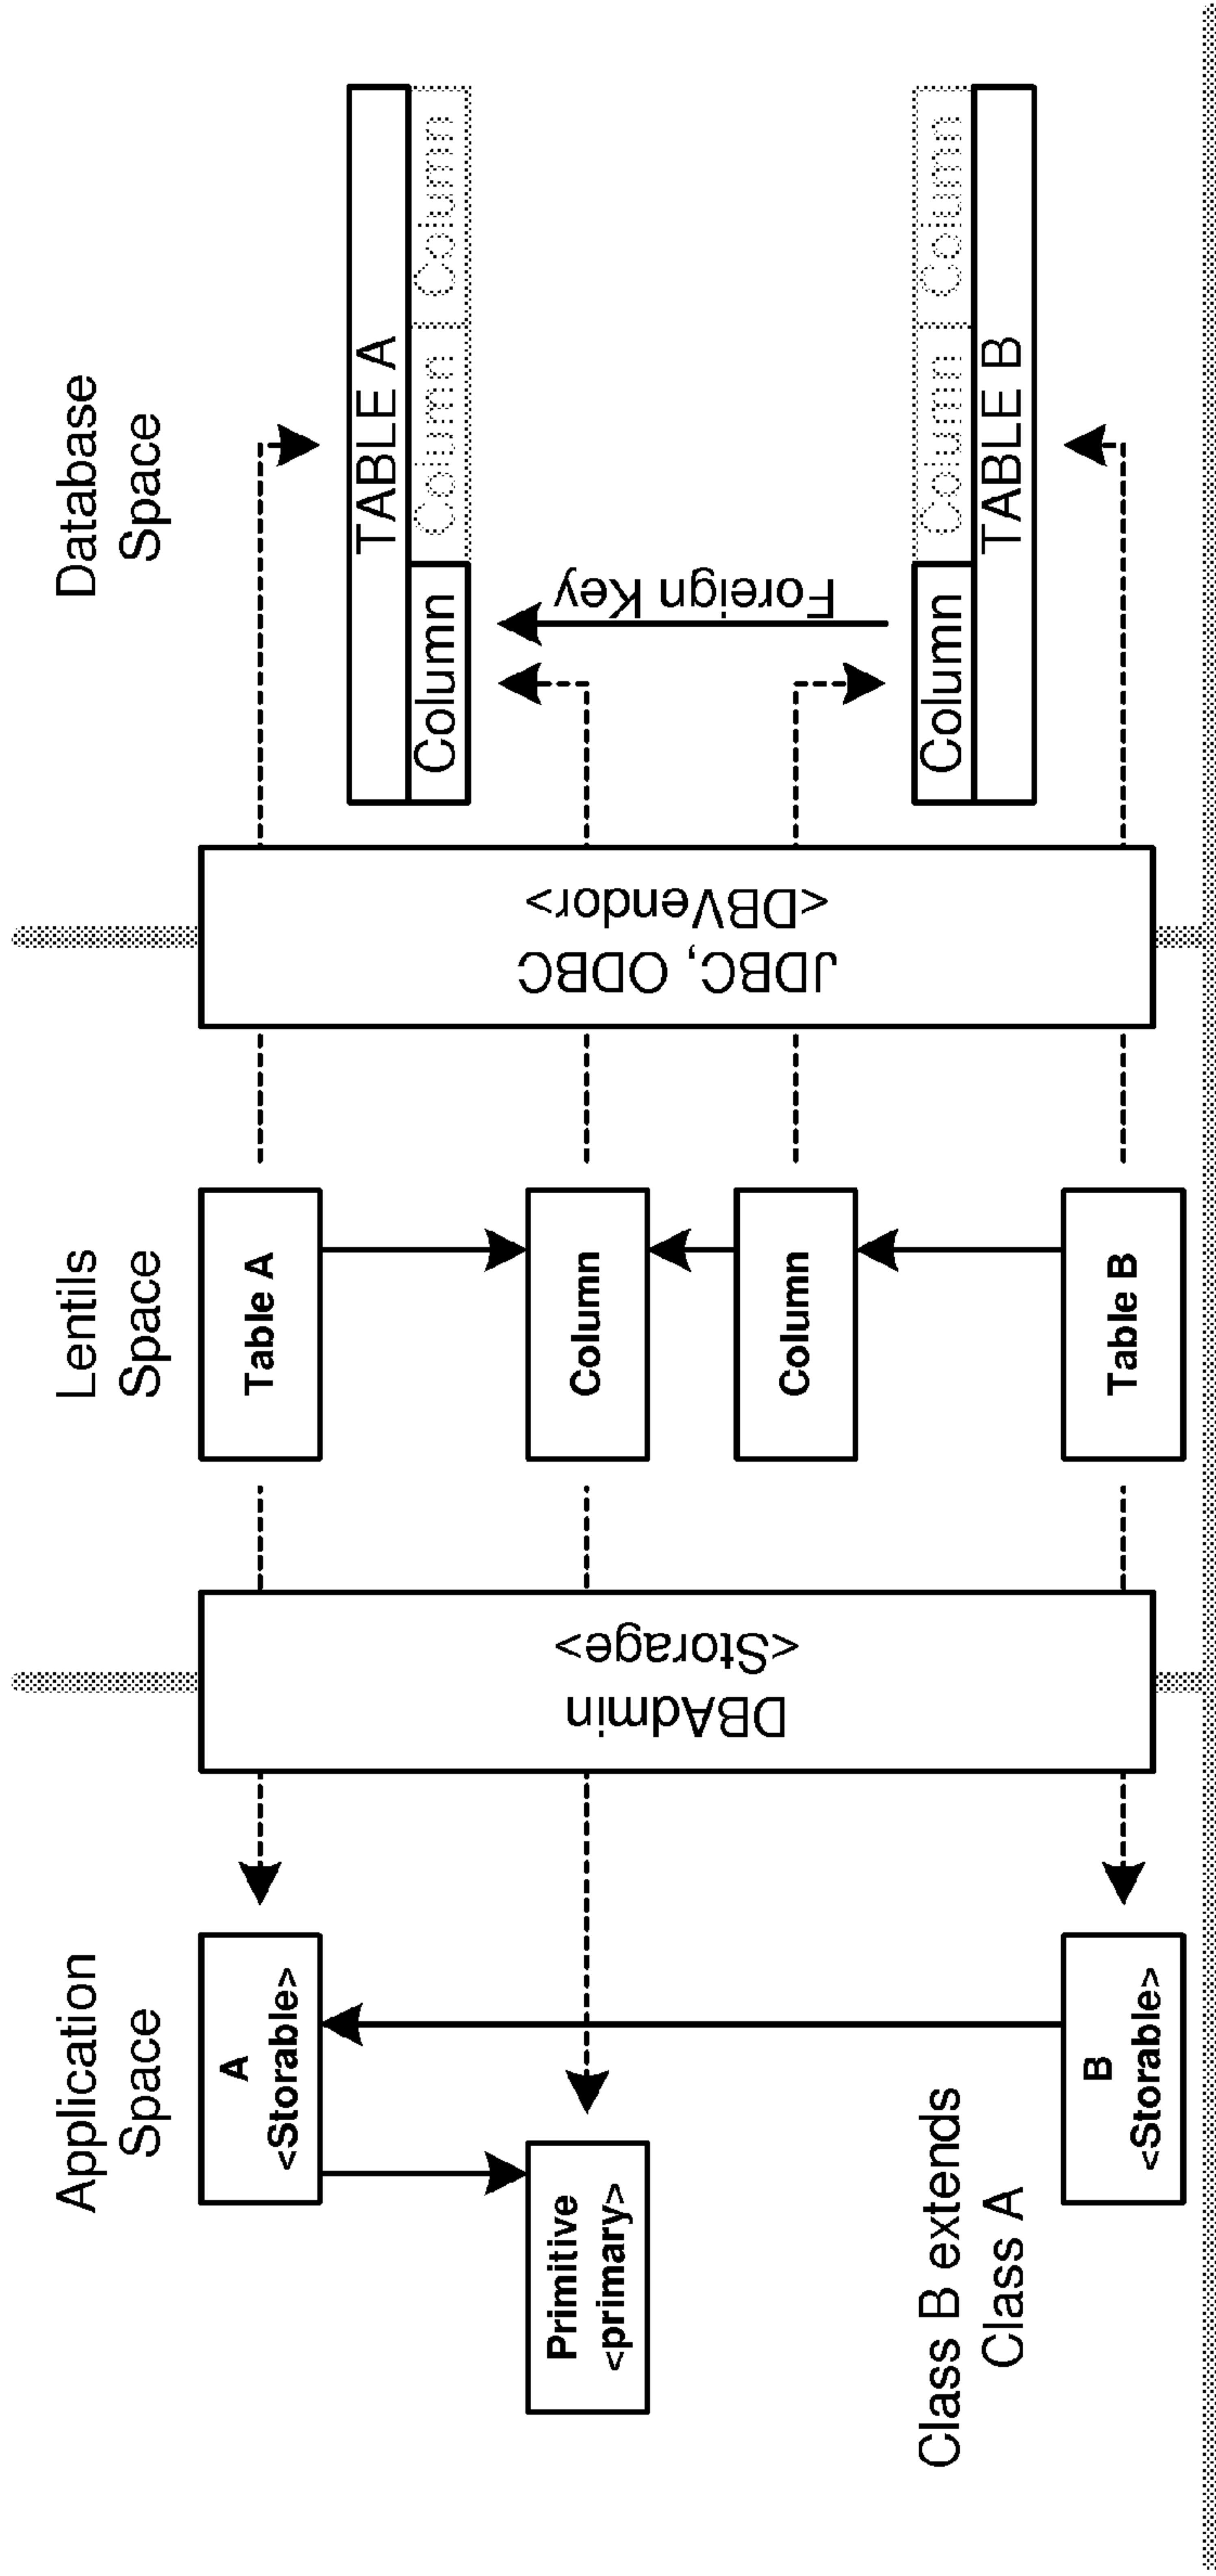 Application
Space
Lentils
Space
Database
Space
A
<Storable>
Primitive
<primary>
Class B extends
Class A
B
<Storable>
DBAdmin
<Storage>
Table A
Column
Column
Table B
JDBC, ODBC
<DBVendor>
TABLE A
Column
Column
Column
Foreign Key
Column
Column
Column
TABLE B